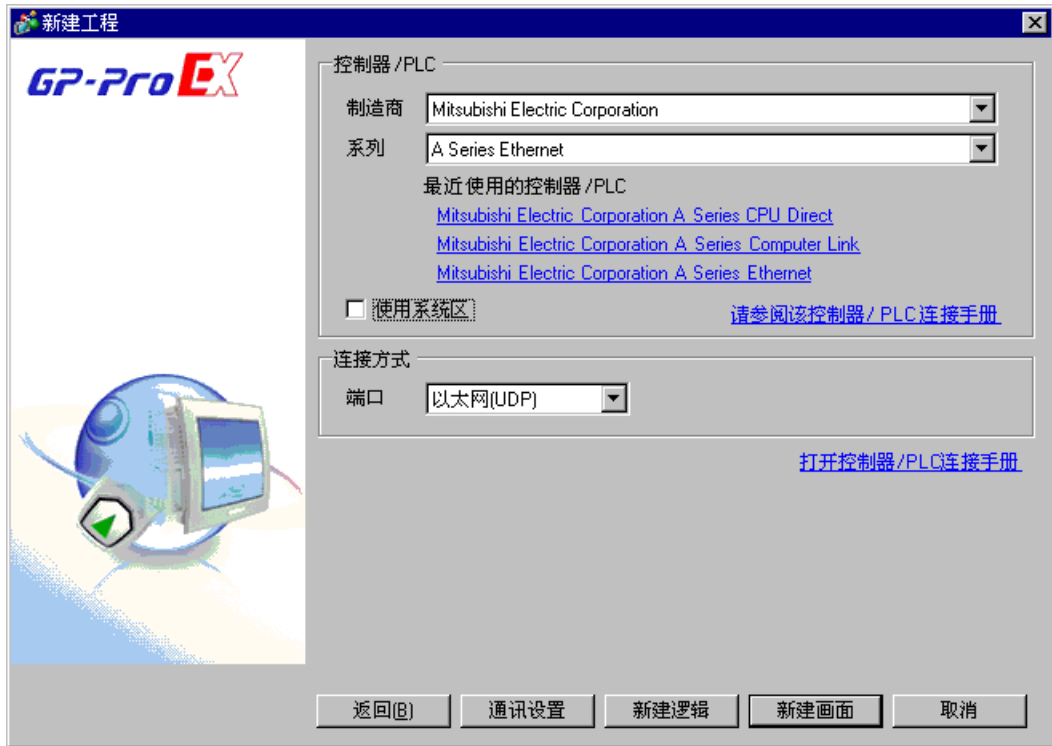 新建工程
GP-Pro EX
控制器/PLC
制造商 Mitsubishi Electric Corporation
系列 A Series Ethernet
最近使用的控制器/PLC
Mitsubishi Electric Corporation A Series CPU Direct
Mitsubishi Electric Corporation A Series Computer Link
Mitsubishi Electric Corporation A Series Ethernet
使用系统区 请参阅该控制器/ PLC连接手册
连接方式
端口 以太网(UDP)
打开控制器/PLC连接手册
返回(B) 通讯设置 新建逻辑 新建画面 取消